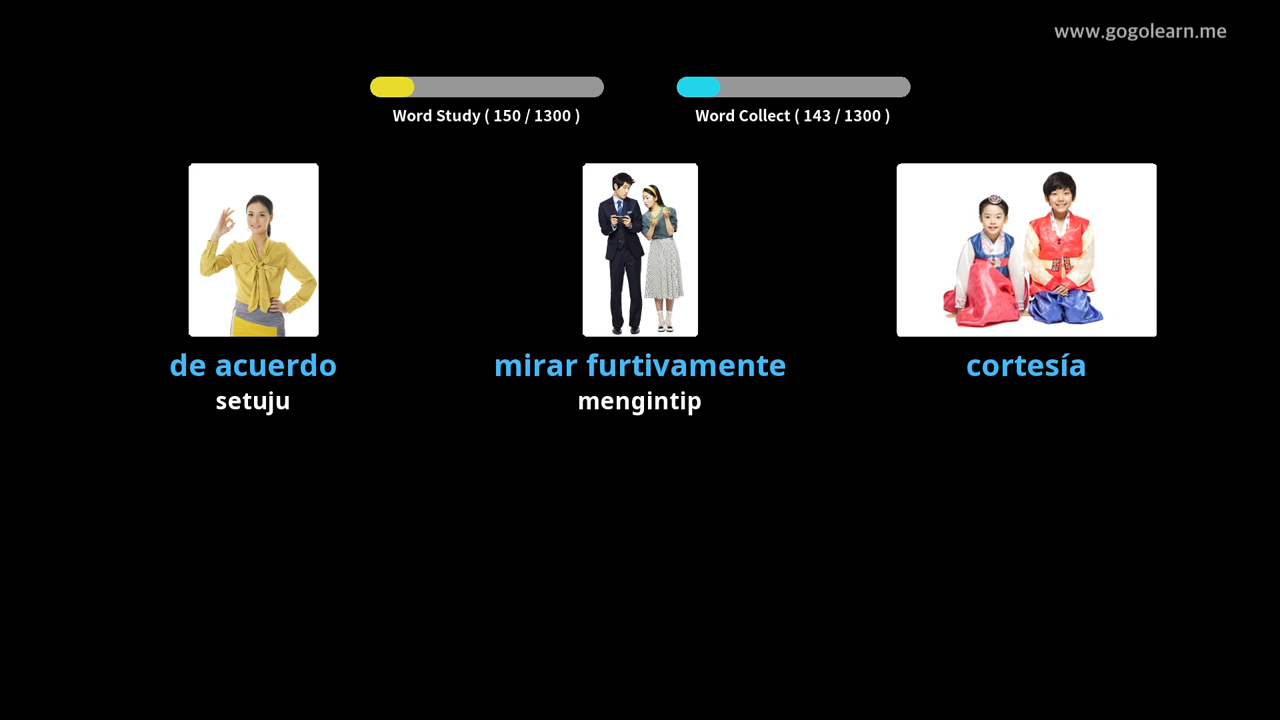 www.gogolearn.me
Word Study ( 150 / 1300 )
Word Collect ( 143 / 1300 )
de acuerdo
setuju
mirar furtivamente
mengintip
cortesía